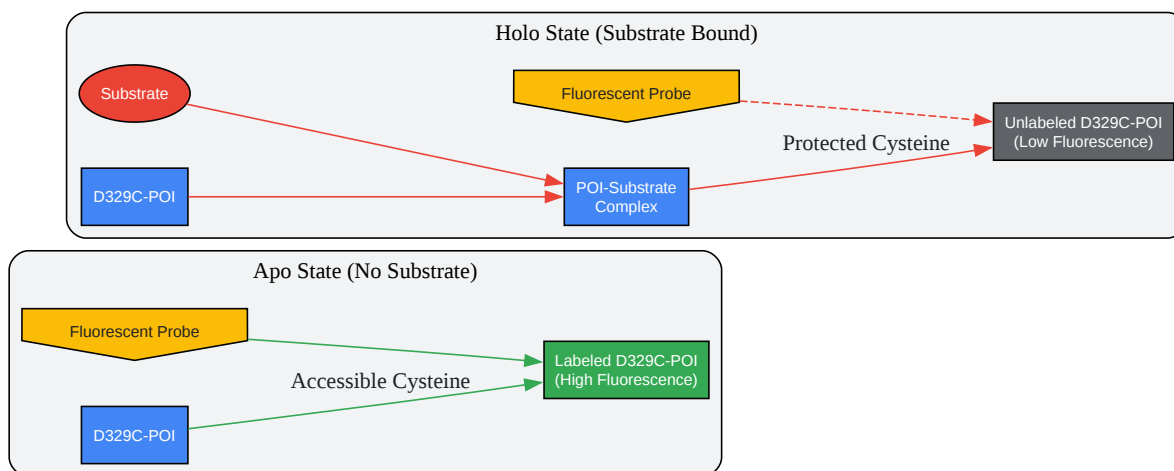 Holo State (Substrate Bound)
Substrate
Fluorescent Probe
Unlabeled D329C-POI
(Low Fluorescence)
Protected Cysteine
D329C-POI
POI-Substrate
Complex
Apo State (No Substrate)
Fluorescent Probe
Labeled D329C-POI
(High Fluorescence)
Accessible Cysteine
D329C-POI